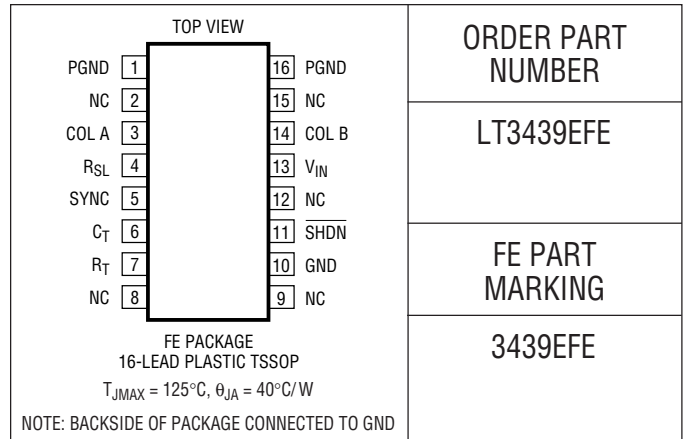 TOP VIEW
PGND 1 16 PGND
NC 2 15 NC
COL A 3 14 COL B
RSL 4 13 VIN
SYNC 5 12 NC
CT 6 11 SHDN
RT 7 10 GND
NC 8 9 NC
FE PACKAGE
16-LEAD PLASTIC TSSOP
TJMAX = 125°C, θJA = 40°C/W
NOTE: BACKSIDE OF PACKAGE CONNECTED TO GND
ORDER PART
NUMBER
LT3439EFE
FE PART
MARKING
3439EFE